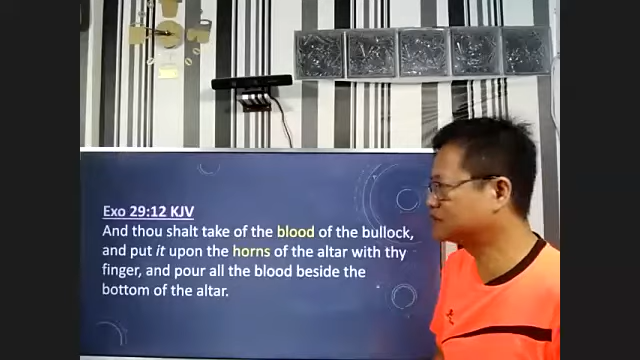 Exo 29:12 KJV
And thou shalt take of the blood of the bullock,
and put it upon the horns of the altar with thy
finger, and pour all the blood beside the
bottom of the altar.